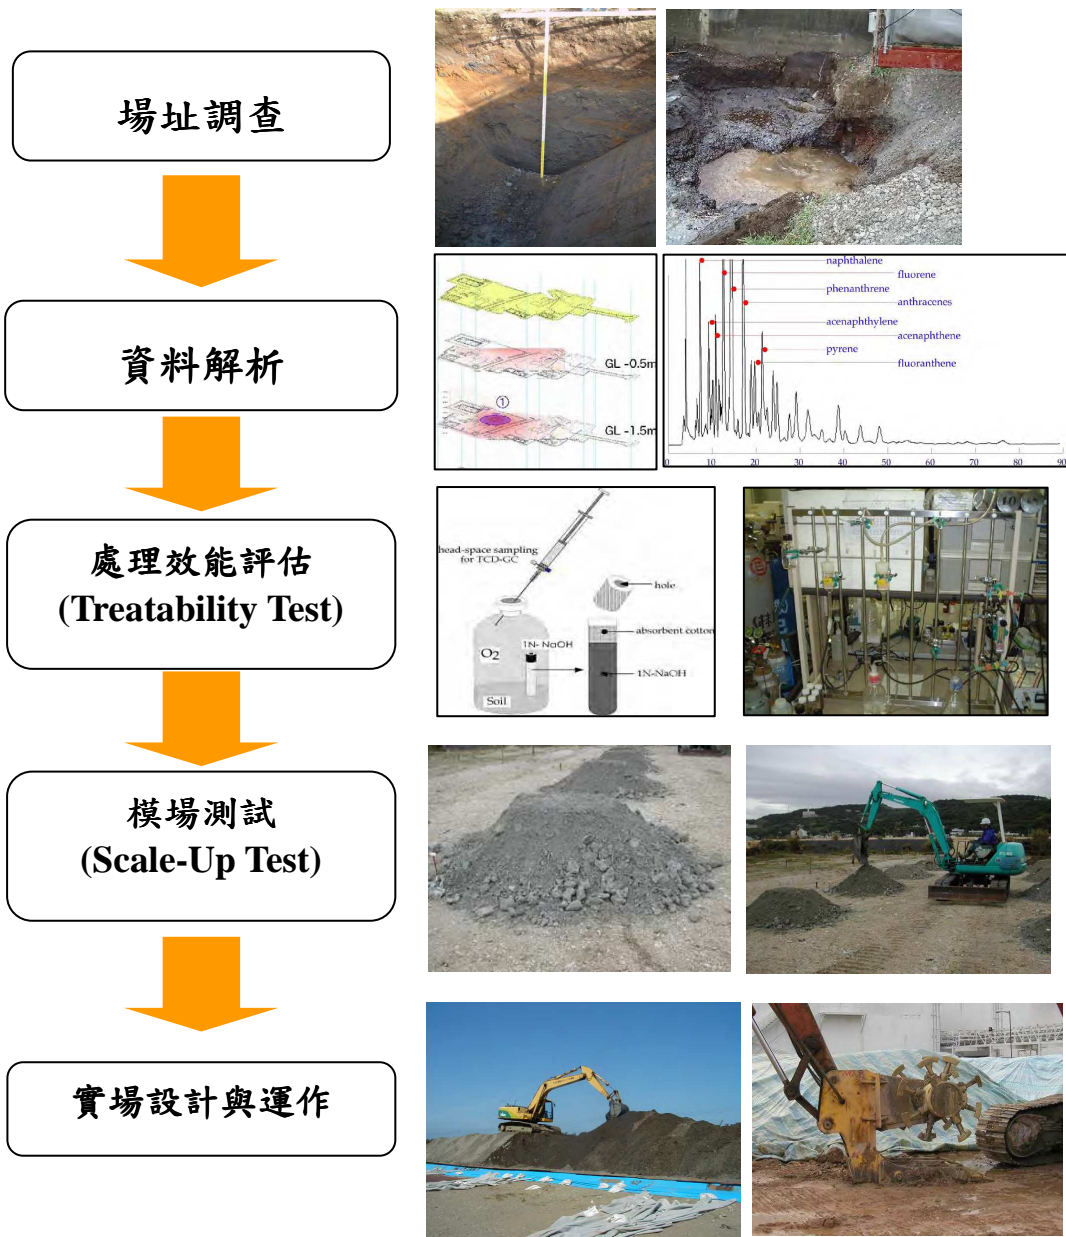 場址調查
資料解析
GL -0.5m
①
GL -1.5m
naphthalene
fluorene
phenanthrene
anthracenes
acenaphthylene
acenaphthene
pyrene
fluoranthene
0 10 20 30 40 50 60 70 80 90
處理效能評估
(Treatability Test)
head-space sampling
for TCD-GC
hole
absorbent cotton
O2
1N- NaOH
1N-NaOH
Soil
模場測試
(Scale-Up Test)
實場設計與運作